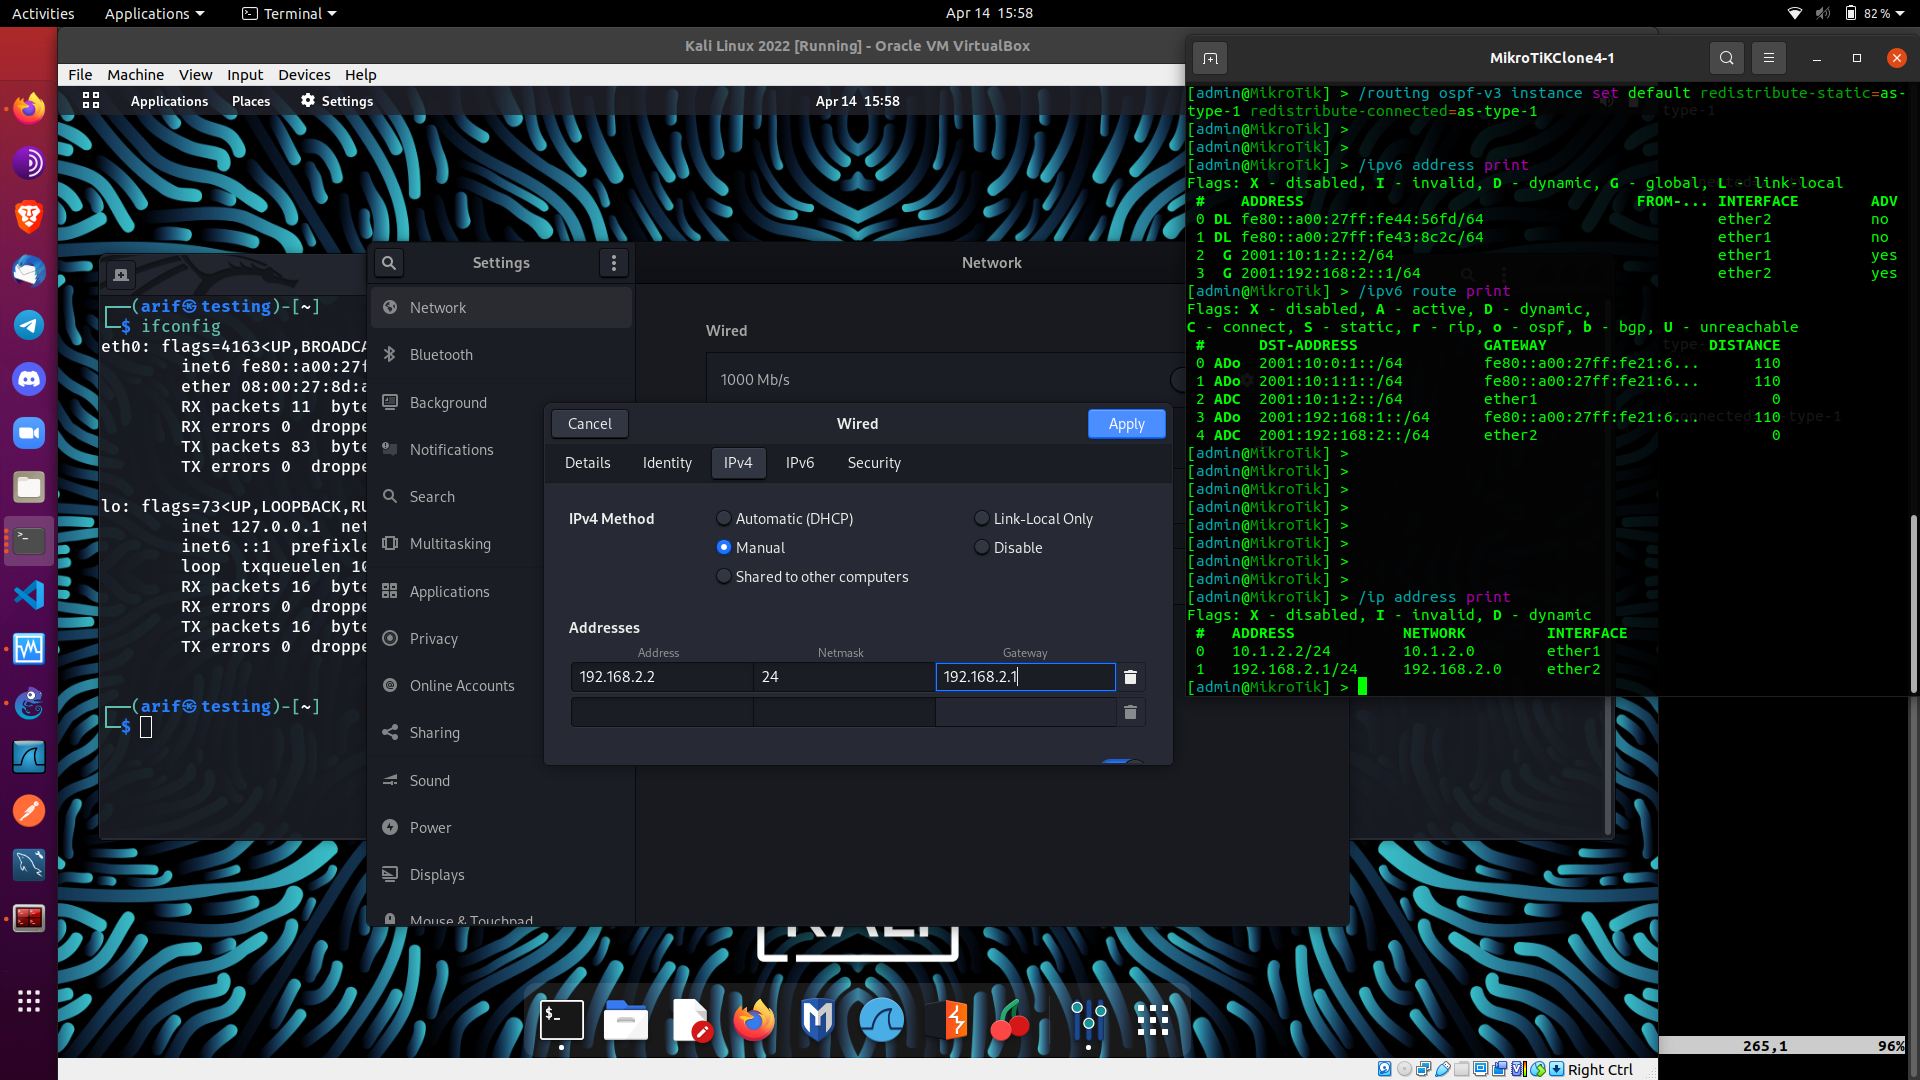 Activities Applications Terminal Apr 14 15:58 82 %
Kali Linux 2022 [Running] - Oracle VM VirtualBox
File Machine View Input Devices Help
Applications Places Settings Apr 14 15:58
(arif㉿testing)-[~]
$ ifconfig
eth0: flags=4163<UP,BROADCA
inet6 fe80::a00:27f
ether 08:00:27:8d:a
RX packets 11 byte
RX errors 0 droppe
TX packets 83 byte
TX errors 0 droppe
lo: flags=73<UP,LOOPBACK,RU
inet 127.0.0.1 net
inet6 ::1 prefixle
loop txqueuelen 10
RX packets 16 byte
RX errors 0 droppe
TX packets 16 byte
TX errors 0 droppe
(arif㉿testing)-[~]
$
Settings
Network
Bluetooth
Background
Notifications
Search
Multitasking
Applications
Privacy
Online Accounts
Sharing
Sound
Power
Displays
Mouse & Touchpad
Network
Wired
1000 Mb/s
Cancel Wired Apply
Details Identity IPv4 IPv6 Security
IPv4 Method Automatic (DHCP) Link-Local Only
Manual Disable
Shared to other computers
Addresses
Address Netmask Gateway
192.168.2.2 24 192.168.2.1
MikroTiKClone4-1
[admin@MikroTik] > /routing ospf-v3 instance set default redistribute-static=as-
type-1 redistribute-connected=as-type-1
[admin@MikroTik] >
[admin@MikroTik] >
[admin@MikroTik] > /ipv6 address print
Flags: X - disabled, I - invalid, D - dynamic, G - global, L - link-local
# ADDRESS FROM-... INTERFACE ADV
0 DL fe80::a00:27ff:fe44:56fd/64 ether2 no
1 DL fe80::a00:27ff:fe43:8c2c/64 ether1 no
2 G 2001:10:1:2::2/64 ether1 yes
3 G 2001:192:168:2::1/64 ether2 yes
[admin@MikroTik] > /ipv6 route print
Flags: X - disabled, A - active, D - dynamic,
C - connect, S - static, r - rip, o - ospf, b - bgp, U - unreachable
# DST-ADDRESS GATEWAY DISTANCE
0 ADo 2001:10:0:1::/64 fe80::a00:27ff:fe21:6... 110
1 ADo 2001:10:1:1::/64 fe80::a00:27ff:fe21:6... 110
2 ADC 2001:10:1:2::/64 ether1 0
3 ADo 2001:192:168:1::/64 fe80::a00:27ff:fe21:6... 110
4 ADC 2001:192:168:2::/64 ether2 0
[admin@MikroTik] >
[admin@MikroTik] >
[admin@MikroTik] >
[admin@MikroTik] >
[admin@MikroTik] >
[admin@MikroTik] >
[admin@MikroTik] >
[admin@MikroTik] >
[admin@MikroTik] > /ip address print
Flags: X - disabled, I - invalid, D - dynamic
# ADDRESS NETWORK INTERFACE
0 10.1.2.2/24 10.1.2.0 ether1
1 192.168.2.1/24 192.168.2.0 ether2
[admin@MikroTik] >
265,1 96%
Right Ctrl